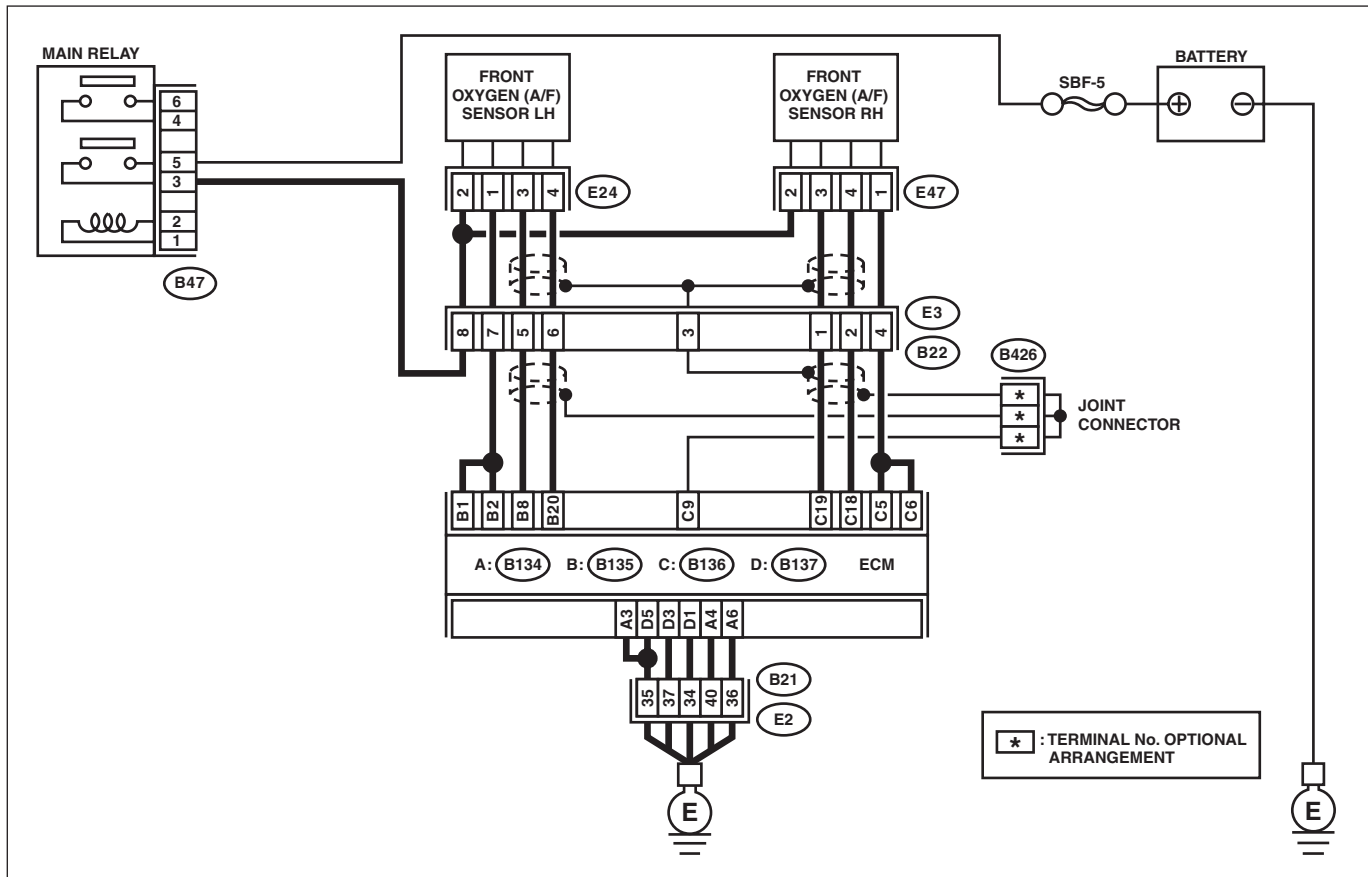 MAIN RELAY
6
4
5
3
2
1
B47
FRONT
OXYGEN (A/F)
SENSOR LH
2 1 3 4
E24
FRONT
OXYGEN (A/F)
SENSOR RH
2 3 4 1
E47
SBF-5
BATTERY
+ −
8 7 5 6 3 1 2 4
E3
B22
B426
*
*
*
JOINT
CONNECTOR
B1 B2 B8 B20 C9 C19 C18 C5 C6
A: B134 B: B135 C: B136 D: B137 ECM
A3 D5 D3 D1 A4 A6
35 37 34 40 36
B21
E2
E
* : TERMINAL No. OPTIONAL
ARRANGEMENT
E